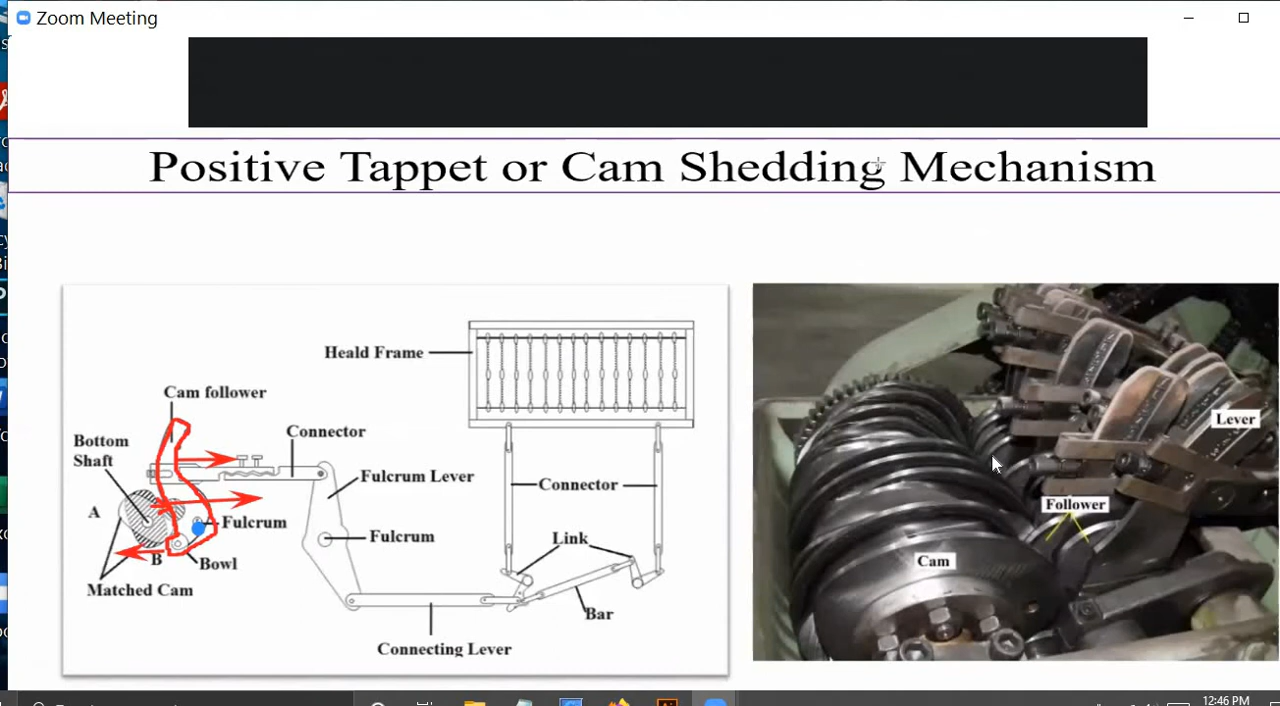 Zoom Meeting
Positive Tappet or Cam Shedding Mechanism
Heald Frame
Cam follower
Bottom
Shaft
Connector
Fulcrum Lever
Connector
A
Fulcrum
Fulcrum
Link
B
Bowl
Matched Cam
Bar
Connecting Lever
Lever
Follower
Cam
12:46 PM